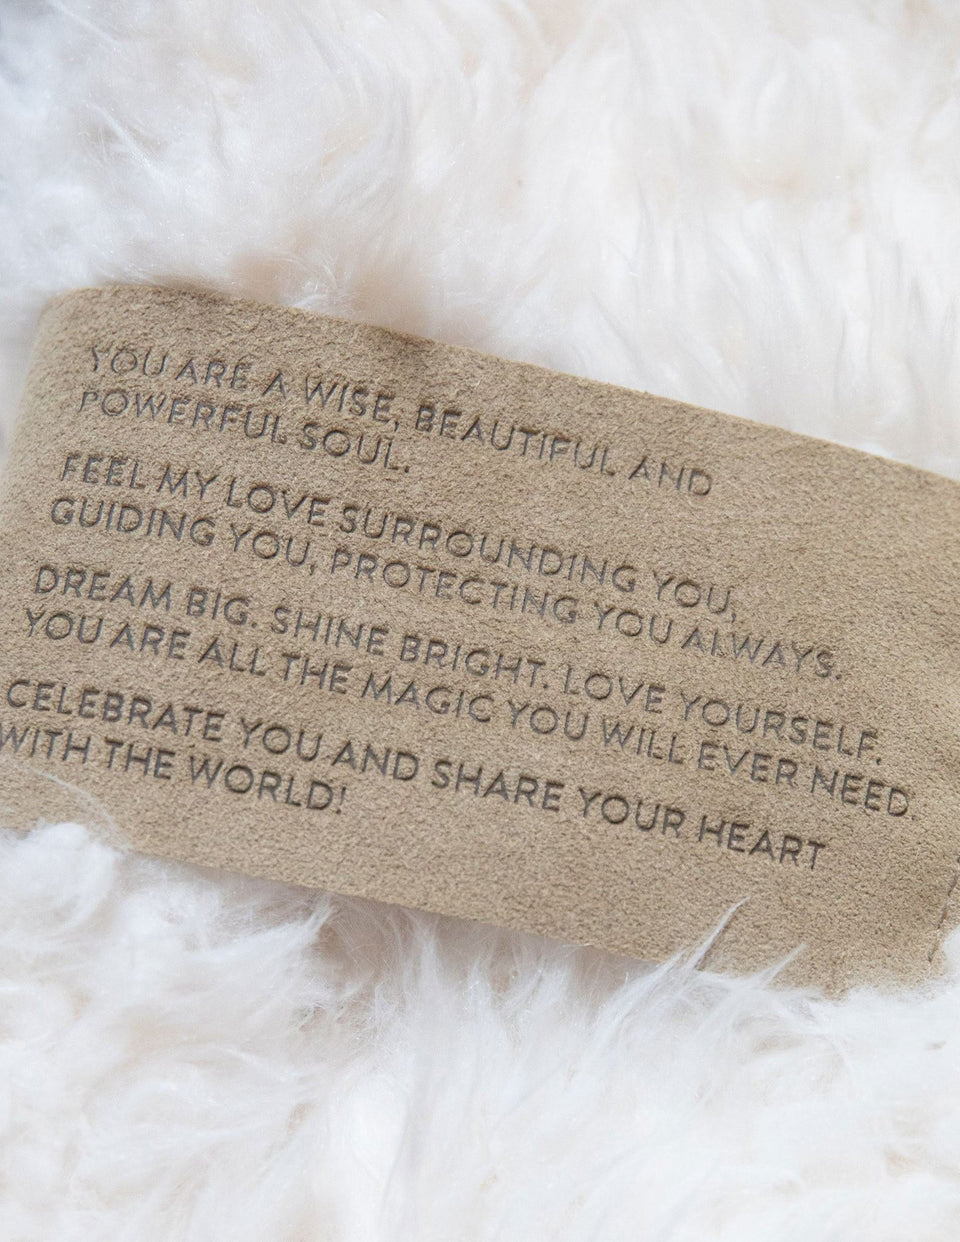 YOU ARE A WISE, BEAUTIFUL AND
POWERFUL SOUL.
FEEL MY LOVE SURROUNDING YOU,
GUIDING YOU, PROTECTING YOU ALWAYS.
DREAM BIG. SHINE BRIGHT. LOVE YOURSELF.
YOU ARE ALL THE MAGIC YOU WILL EVER NEED.
CELEBRATE YOU AND SHARE YOUR HEART
WITH THE WORLD!